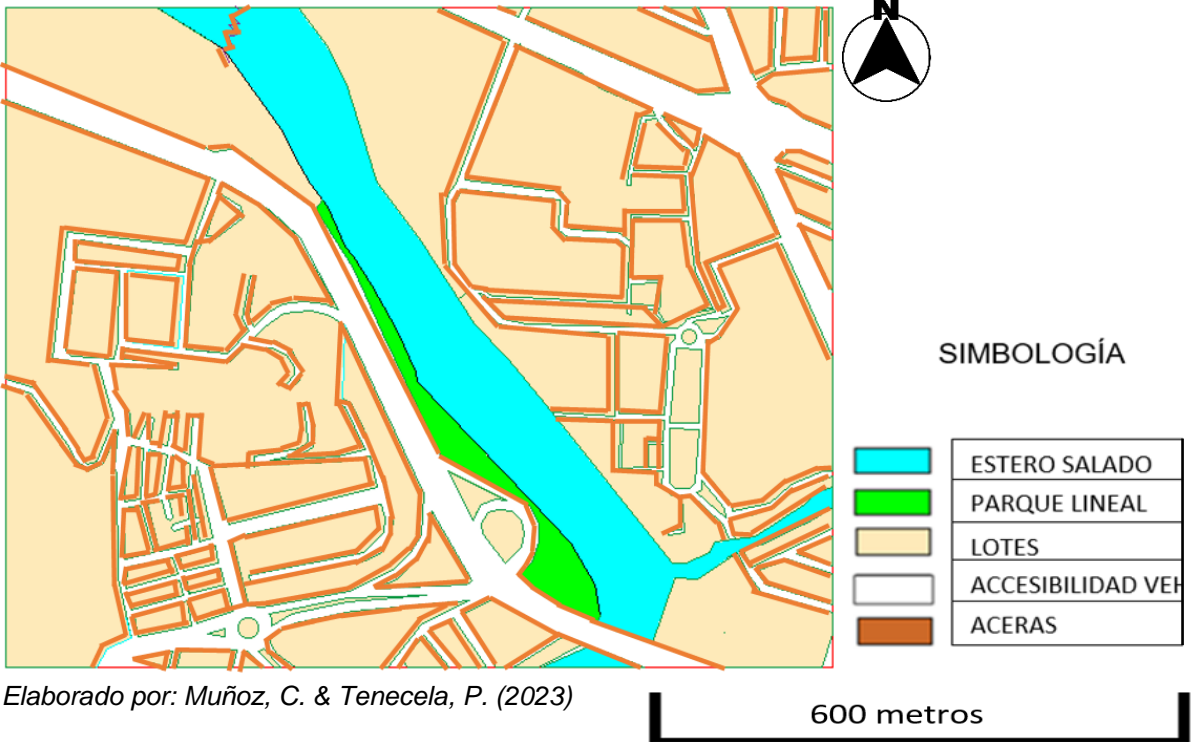 N
SIMBOLOGÍA
ESTERO SALADO
PARQUE LINEAL
LOTES
ACCESIBILIDAD VEH
ACERAS
Elaborado por: Muñoz, C. & Tenecela, P. (2023)
600 metros